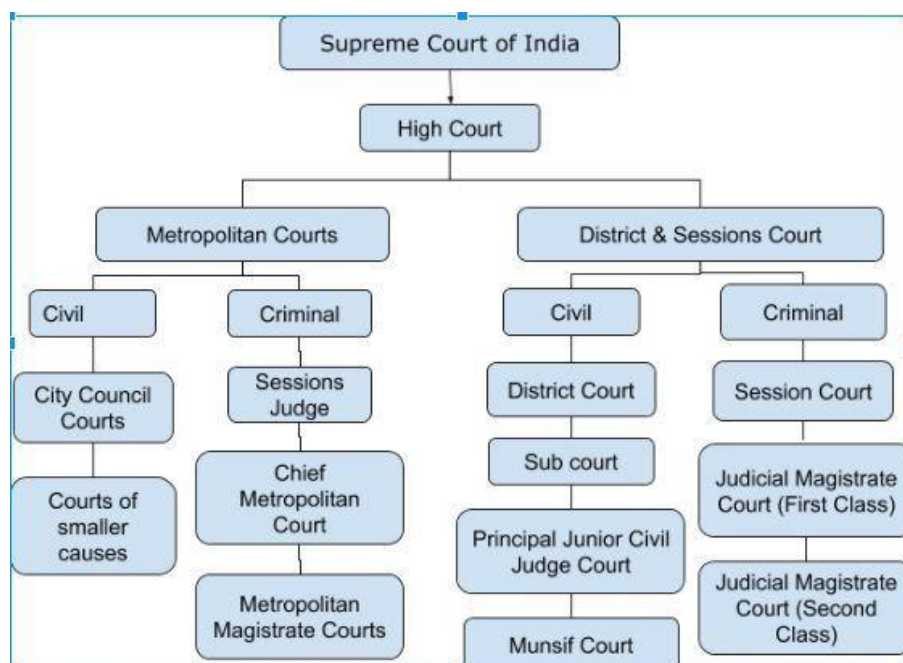 Supreme Court of India
High Court
Metropolitan Courts
District & Sessions Court
Civil
Criminal
Civil
Criminal
City Council
Courts
Sessions
Judge
District Court
Session Court
Courts of
smaller
causes
Chief
Metropolitan
Court
Sub court
Judicial Magistrate
Court (First Class)
Principal Junior Civil
Judge Court
Metropolitan
Magistrate Courts
Munsif Court
Judicial Magistrate
Court (Second
Class)